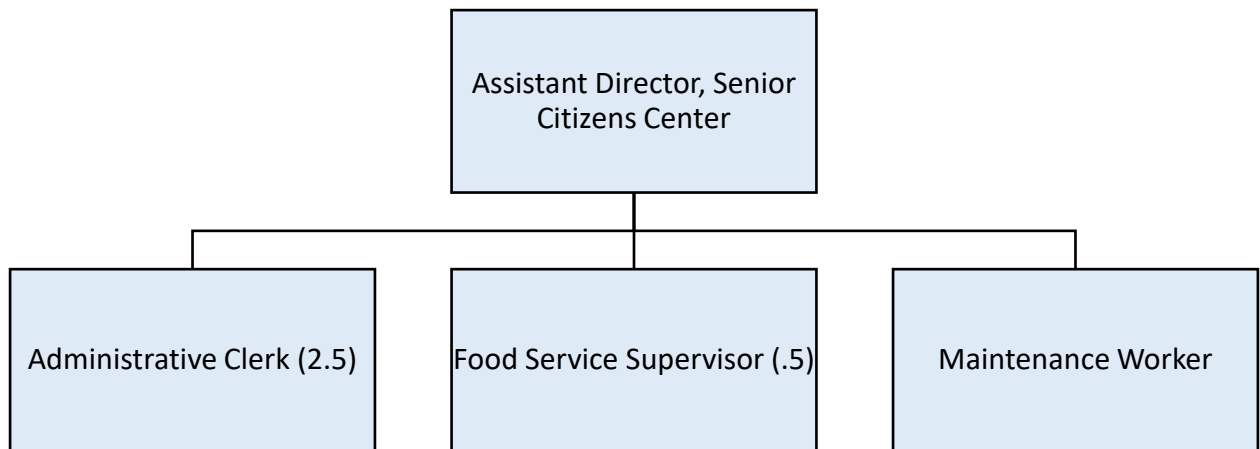 Assistant Director, Senior
Citizens Center
Administrative Clerk (2.5)
Food Service Supervisor (.5)
Maintenance Worker